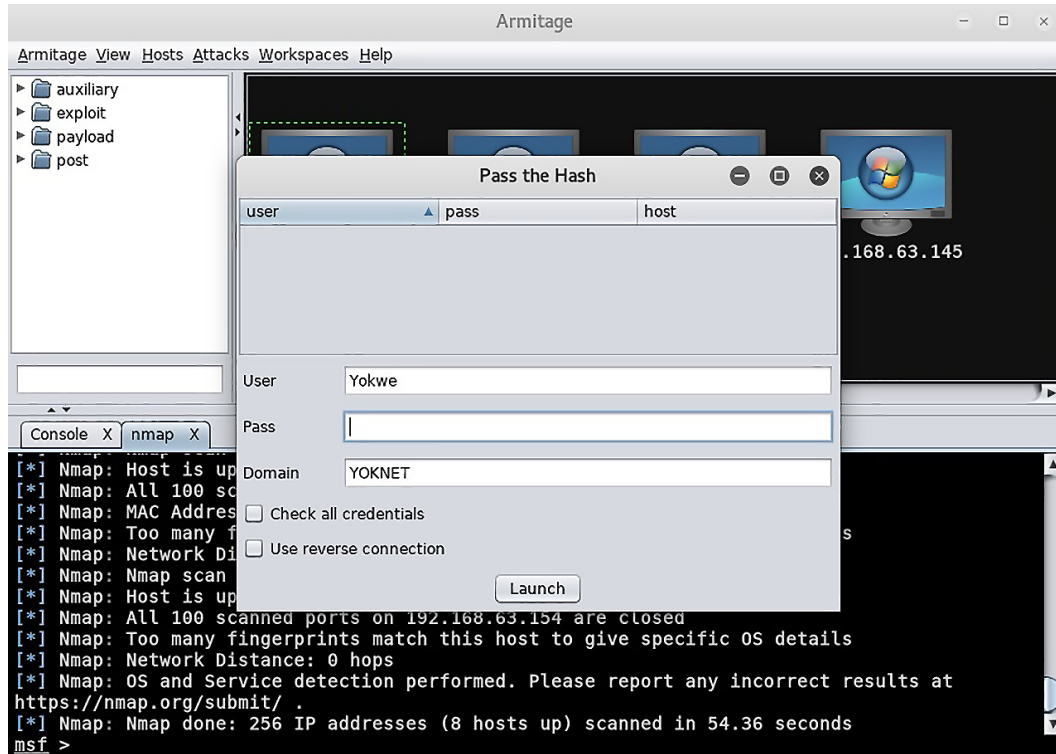 Armitage
Armitage View Hosts Attacks Workspaces Help
auxiliary
exploit
payload
post
.168.63.145
Pass the Hash
user pass host
User Yokwe
Pass
Domain YOKNET
Check all credentials
Use reverse connection
Launch
Console X nmap X
[*] Nmap: Host is up
[*] Nmap: All 100 sc
[*] Nmap: MAC Addres
[*] Nmap: Too many f s
[*] Nmap: Network Di
[*] Nmap: Nmap scan
[*] Nmap: Host is up
[*] Nmap: All 100 scanned ports on 192.168.63.154 are closed
[*] Nmap: Too many fingerprints match this host to give specific OS details
[*] Nmap: Network Distance: 0 hops
[*] Nmap: OS and Service detection performed. Please report any incorrect results at
https://nmap.org/submit/ .
[*] Nmap: Nmap done: 256 IP addresses (8 hosts up) scanned in 54.36 seconds
msf >